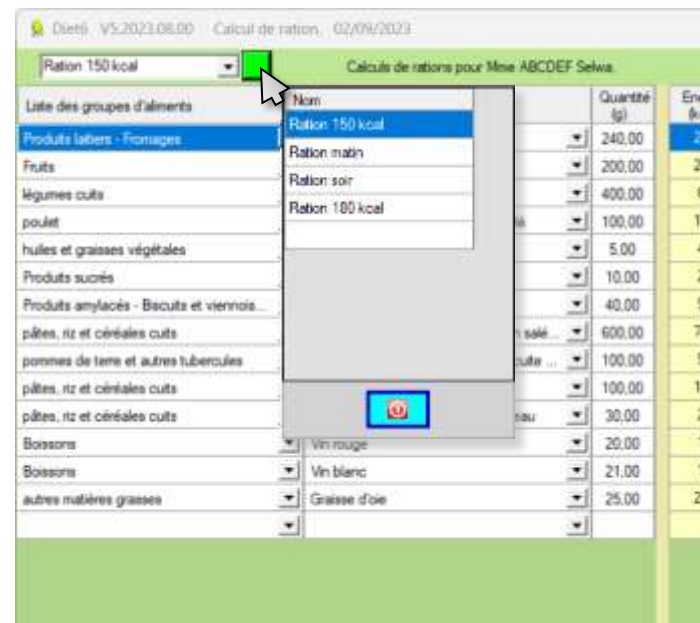 Diet6 V5.2023.08.00 Calcul de ration. 02/09/2023
Ration 150 kcal Calculs de rations pour Mme ABCDEF Selwa.
Liste des groupes d'aliments Nom Quantité (g)
Produits laitiers - Fromages Ration 150 kcal 240,00
Fruits Ration matin 200,00
légumes cuits Ration soir 400,00
poulet Ration 180 kcal 100,00
huiles et graisses végétales 5,00
Produits sucrés 10,00
Produits amylacés - Biscuits et viennois... 40,00
pâtes, riz et céréales cuits salé... 600,00
pommes de terre et autres tubercules cuite ... 100,00
pâtes, riz et céréales cuits 100,00
pâtes, riz et céréales cuits eau 30,00
Boissons Vin rouge 20,00
Boissons Vin blanc 21,00
autres matières grasses Graisse d'oie 25,00